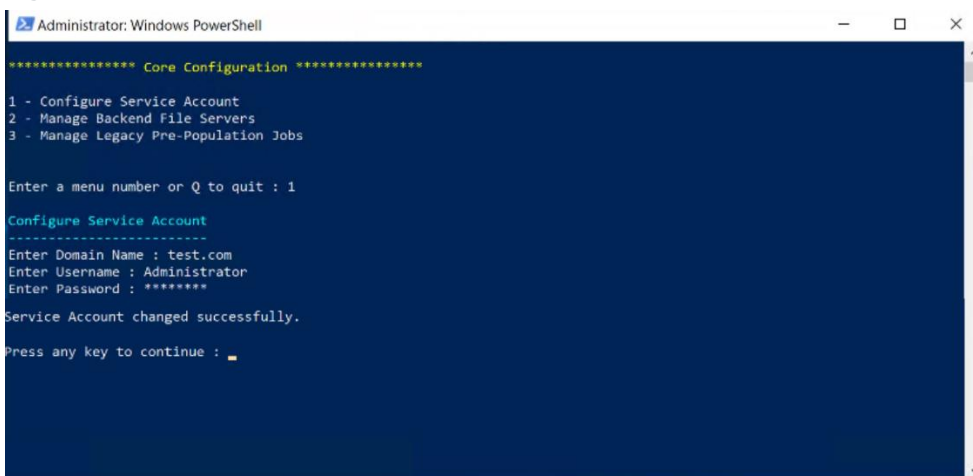 Administrator: Windows PowerShell
**************** Core Configuration ****************
1 - Configure Service Account
2 - Manage Backend File Servers
3 - Manage Legacy Pre-Population Jobs
Enter a menu number or Q to quit : 1
Configure Service Account
-------------------------
Enter Domain Name : test.com
Enter Username : Administrator
Enter Password : ********
Service Account changed successfully.
Press any key to continue : _